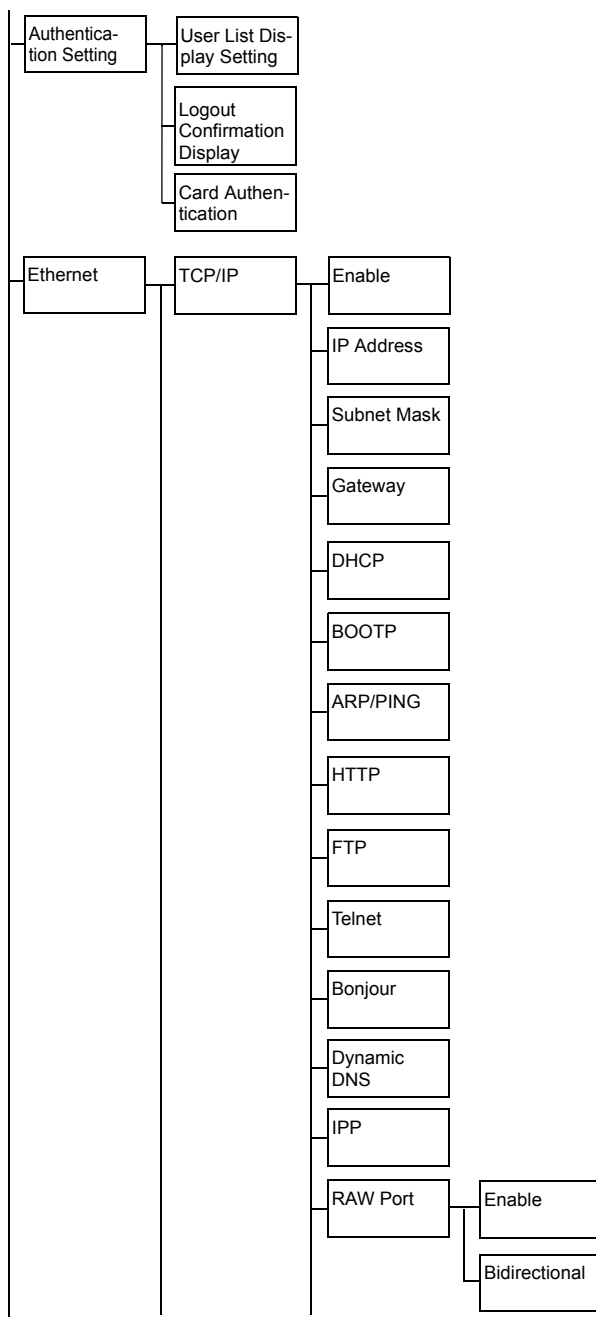 Authentica-
tion Setting
User List Dis-
play Setting
Logout
Confirmation
Display
Card Authen-
tication
Ethernet
TCP/IP
Enable
IP Address
Subnet Mask
Gateway
DHCP
BOOTP
ARP/PING
HTTP
FTP
Telnet
Bonjour
Dynamic
DNS
IPP
RAW Port
Enable
Bidirectional